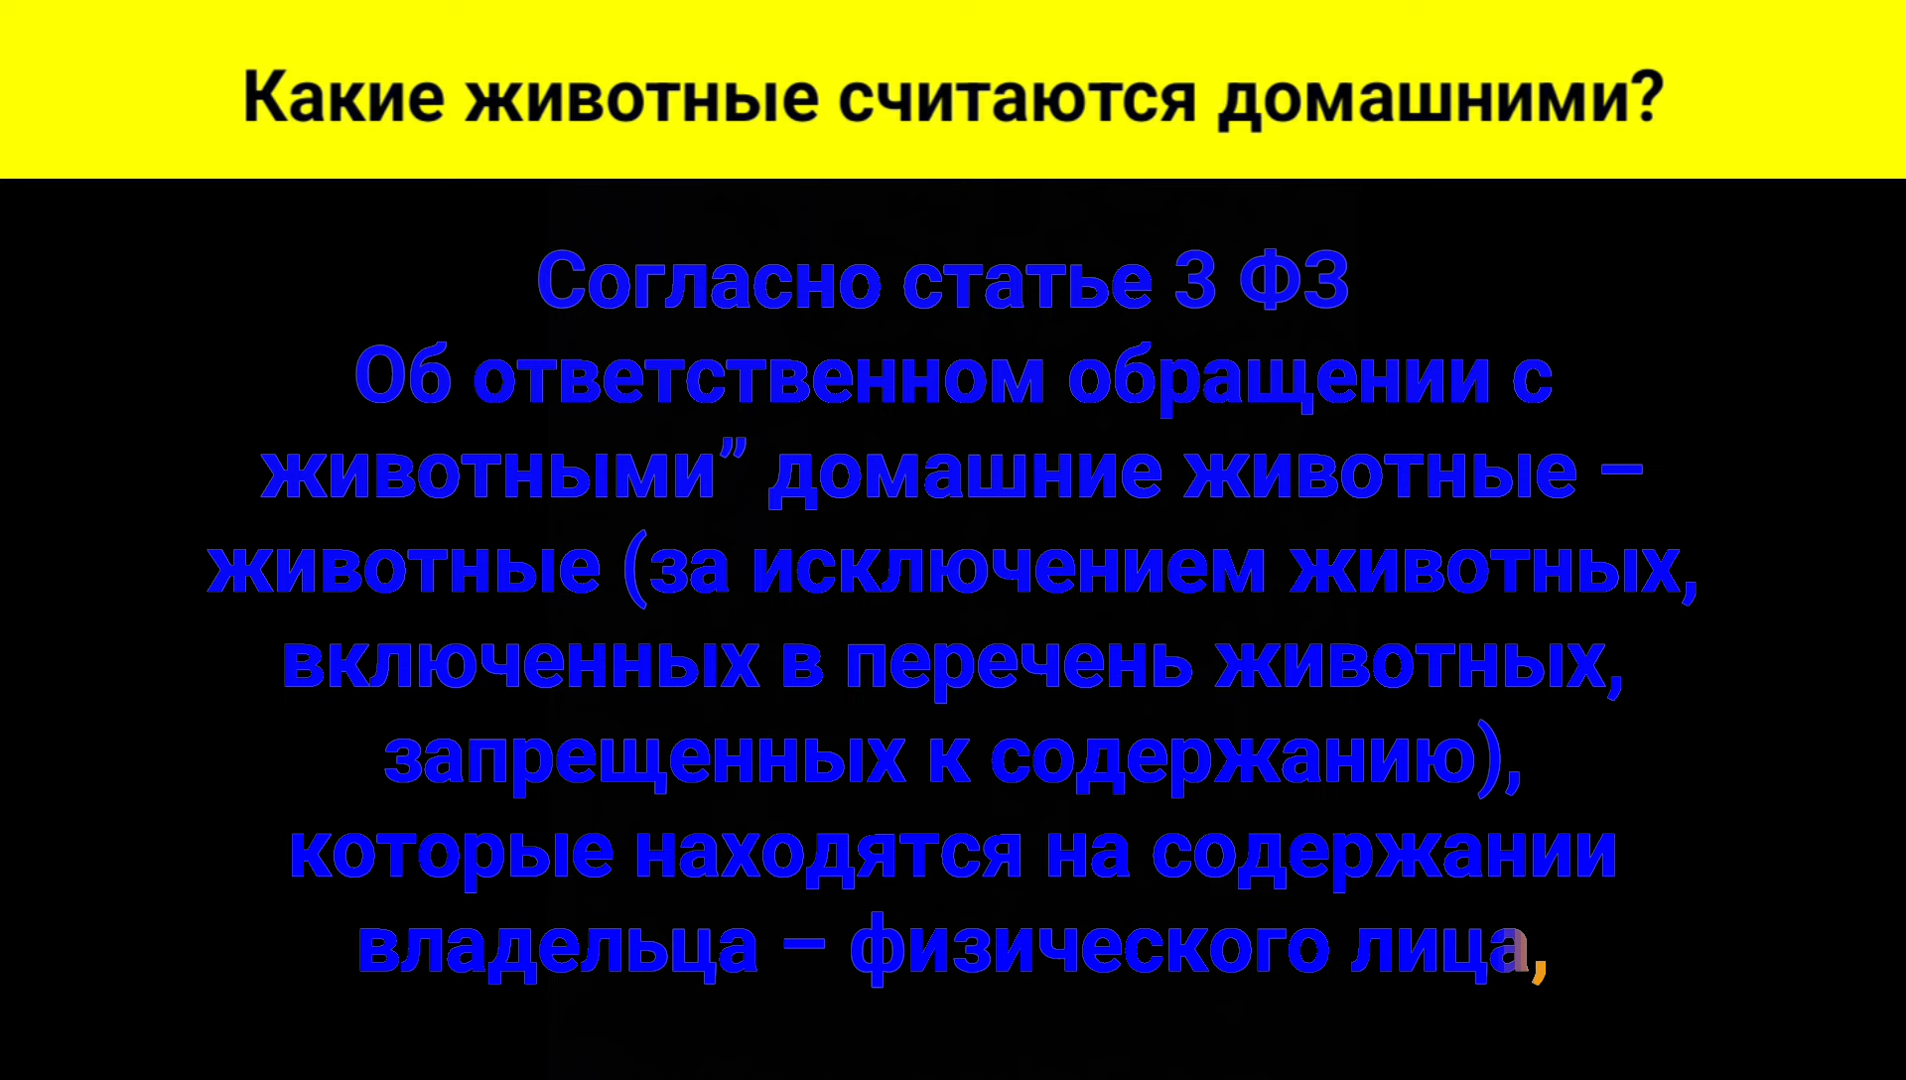 Какие животные считаются домашними?
Согласно статье 3 ФЗ
Об ответственном обращении с
животными” домашние животные –
животные (за исключением животных,
включенных в перечень животных,
запрещенных к содержанию),
которые находятся на содержании
владельца – физического лица,